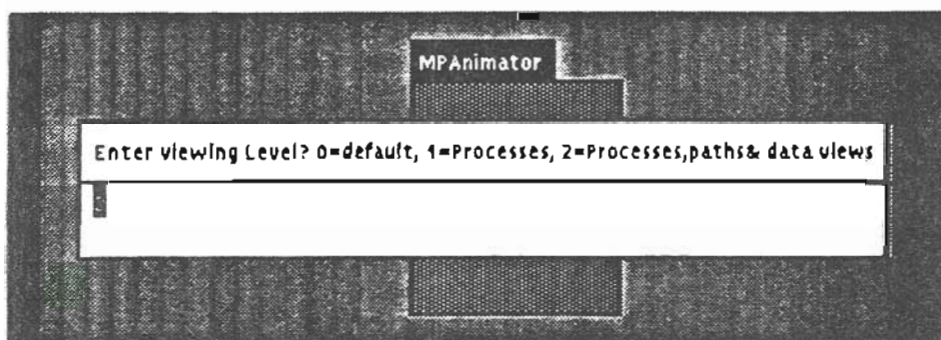 MPAnimator
Enter viewing Level? 0=default, 1=Processes, 2=Processes,paths& data views